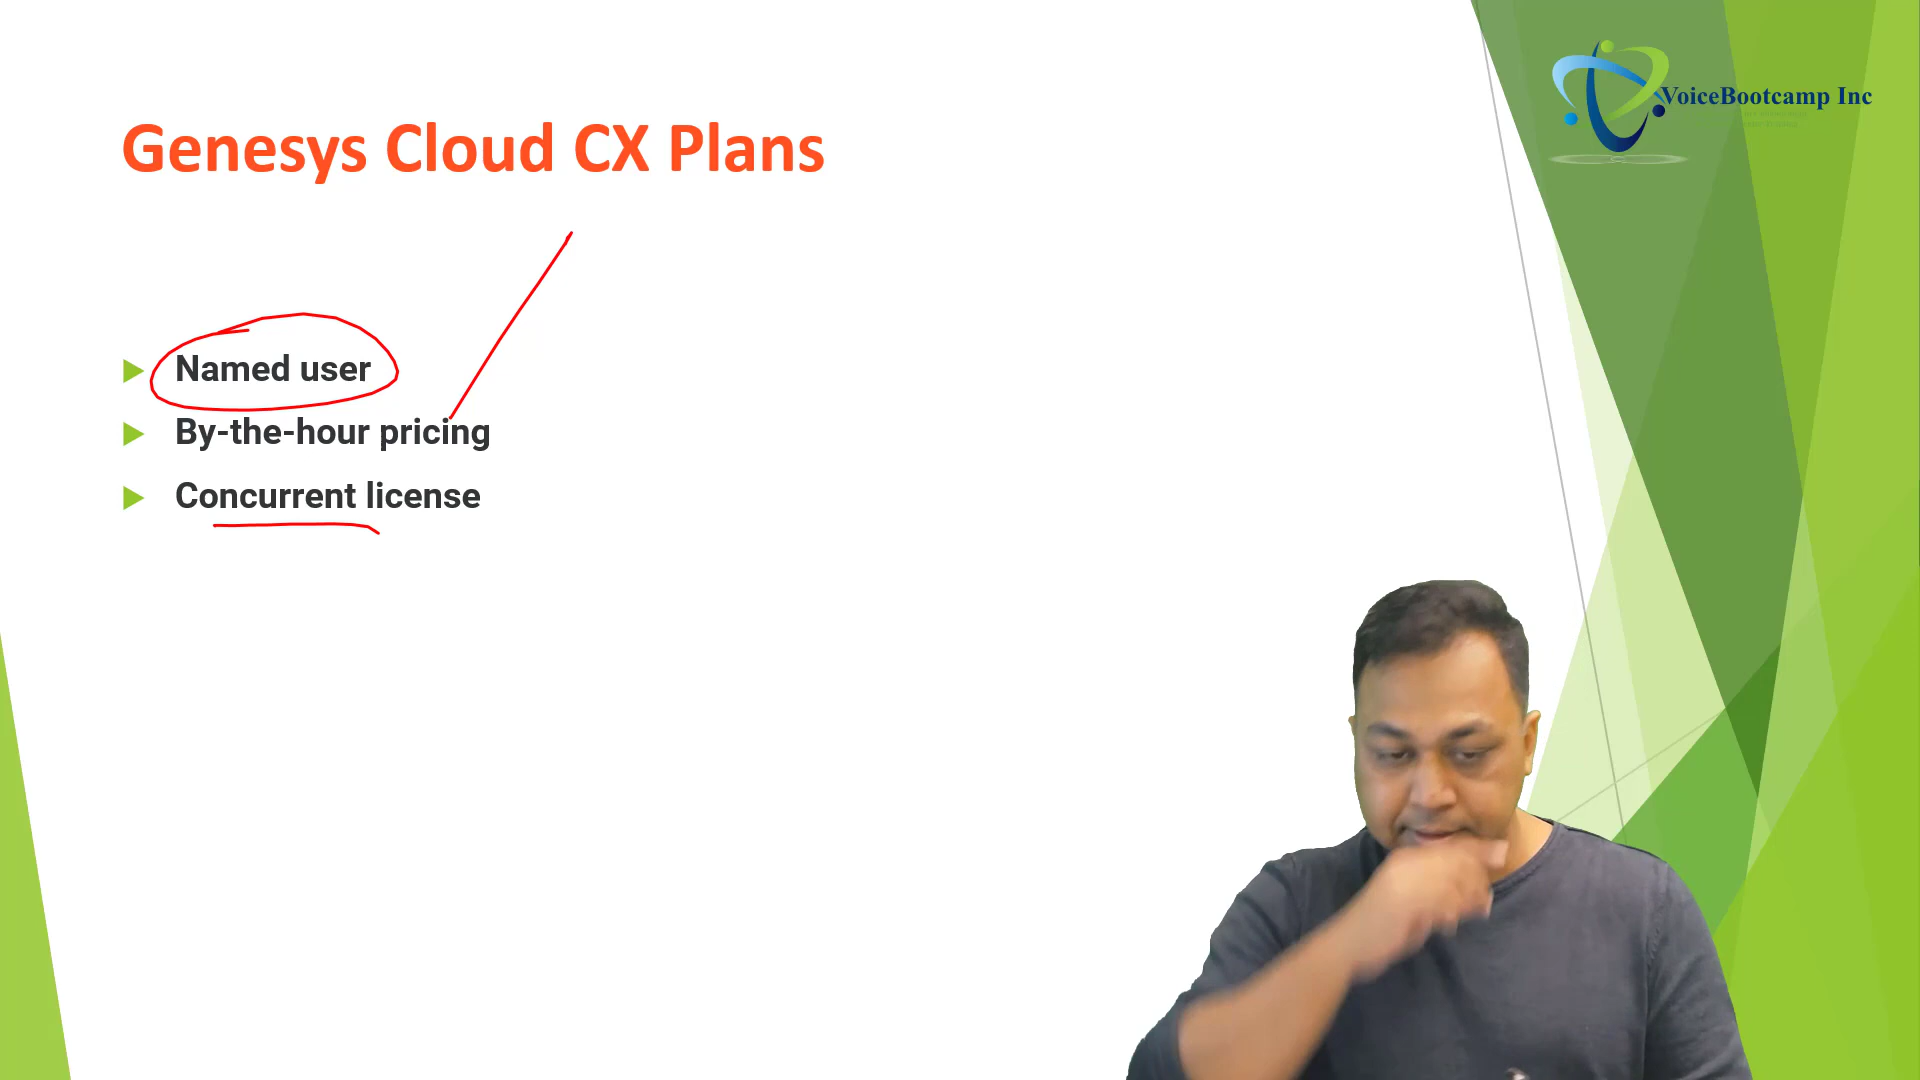 VoiceBootcamp Inc
Genesys Cloud CX Plans
Named user
By-the-hour pricing
Concurrent license